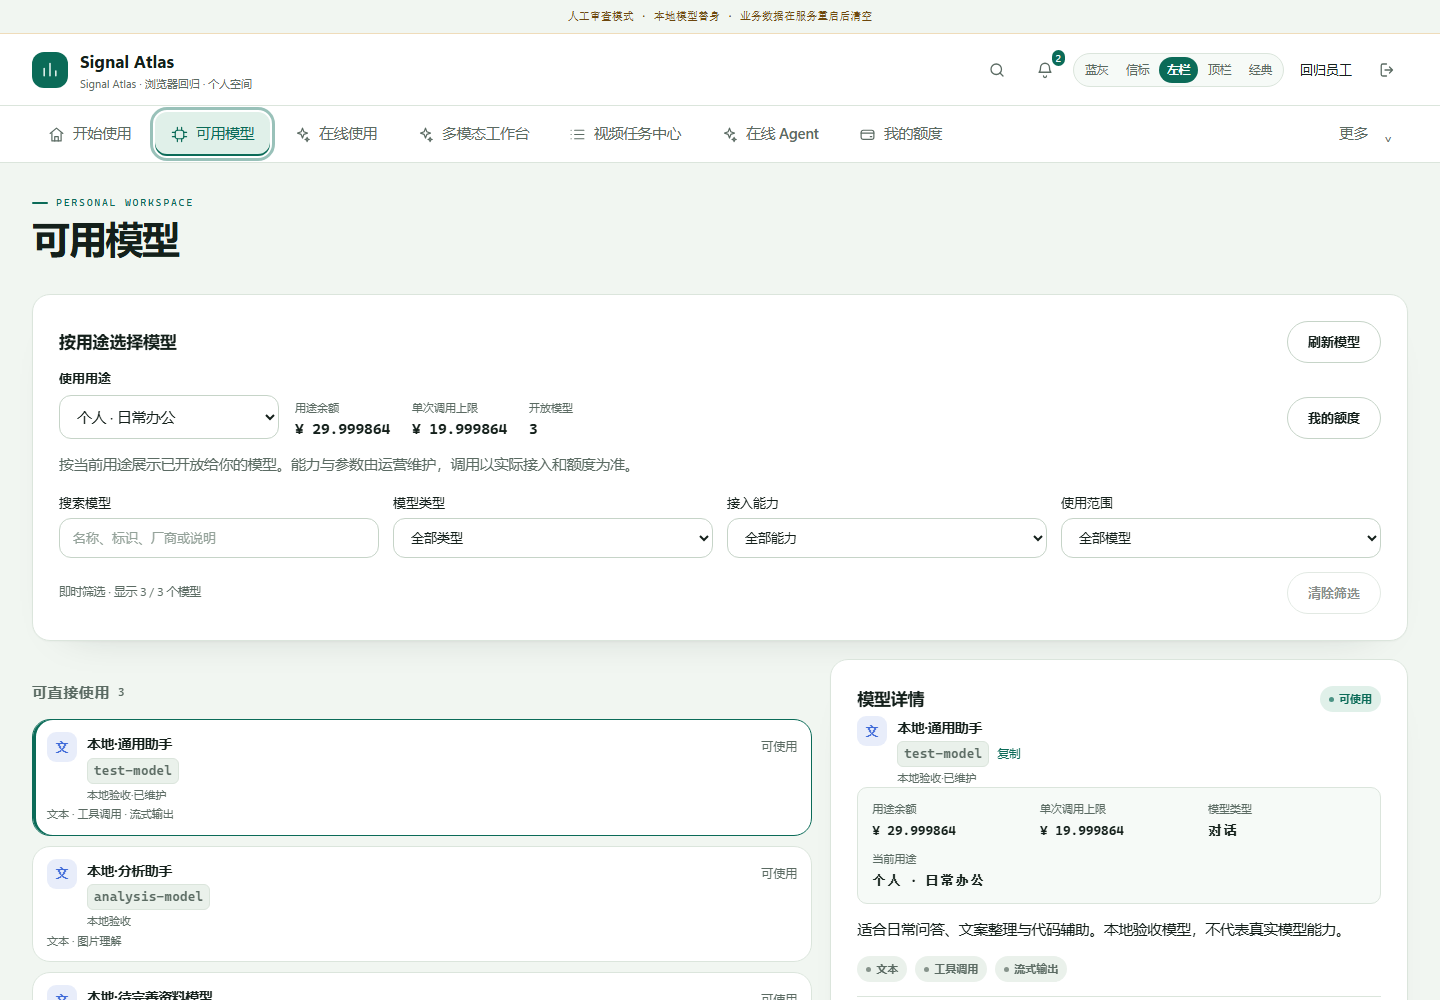 人工审查模式 · 本地模型替身 · 业务数据在服务重启后清空
Signal Atlas
Signal Atlas · 浏览器回归 · 个人空间
2
蓝灰 信标 左栏 顶栏 经典
回归员工
开始使用 可用模型 在线使用 多模态工作台 视频任务中心 在线 Agent 我的额度 更多
PERSONAL WORKSPACE
可用模型
按用途选择模型
刷新模型
使用用途
个人 · 日常办公
用途余额 单次调用上限 开放模型
¥ 29.999864 ¥ 19.999864 3
我的额度
按当前用途展示已开放给你的模型。能力与参数由运营维护，调用以实际接入和额度为准。
搜索模型 模型类型 接入能力 使用范围
名称、标识、厂商或说明 全部类型 全部能力 全部模型
即时筛选 · 显示 3 / 3 个模型
清除筛选
可直接使用 3
文 本地·通用助手 可使用
test-model
本地验收·已维护
文本 · 工具调用 · 流式输出
文 本地·分析助手 可使用
analysis-model
本地验收
文本 · 图片理解
文 本地·待完善资料模型 可使用
模型详情 可使用
文 本地·通用助手
test-model 复制
本地验收·已维护
用途余额 单次调用上限 模型类型
¥ 29.999864 ¥ 19.999864 对话
当前用途
个人 · 日常办公
适合日常问答、文案整理与代码辅助。本地验收模型，不代表真实模型能力。
文本 工具调用 流式输出